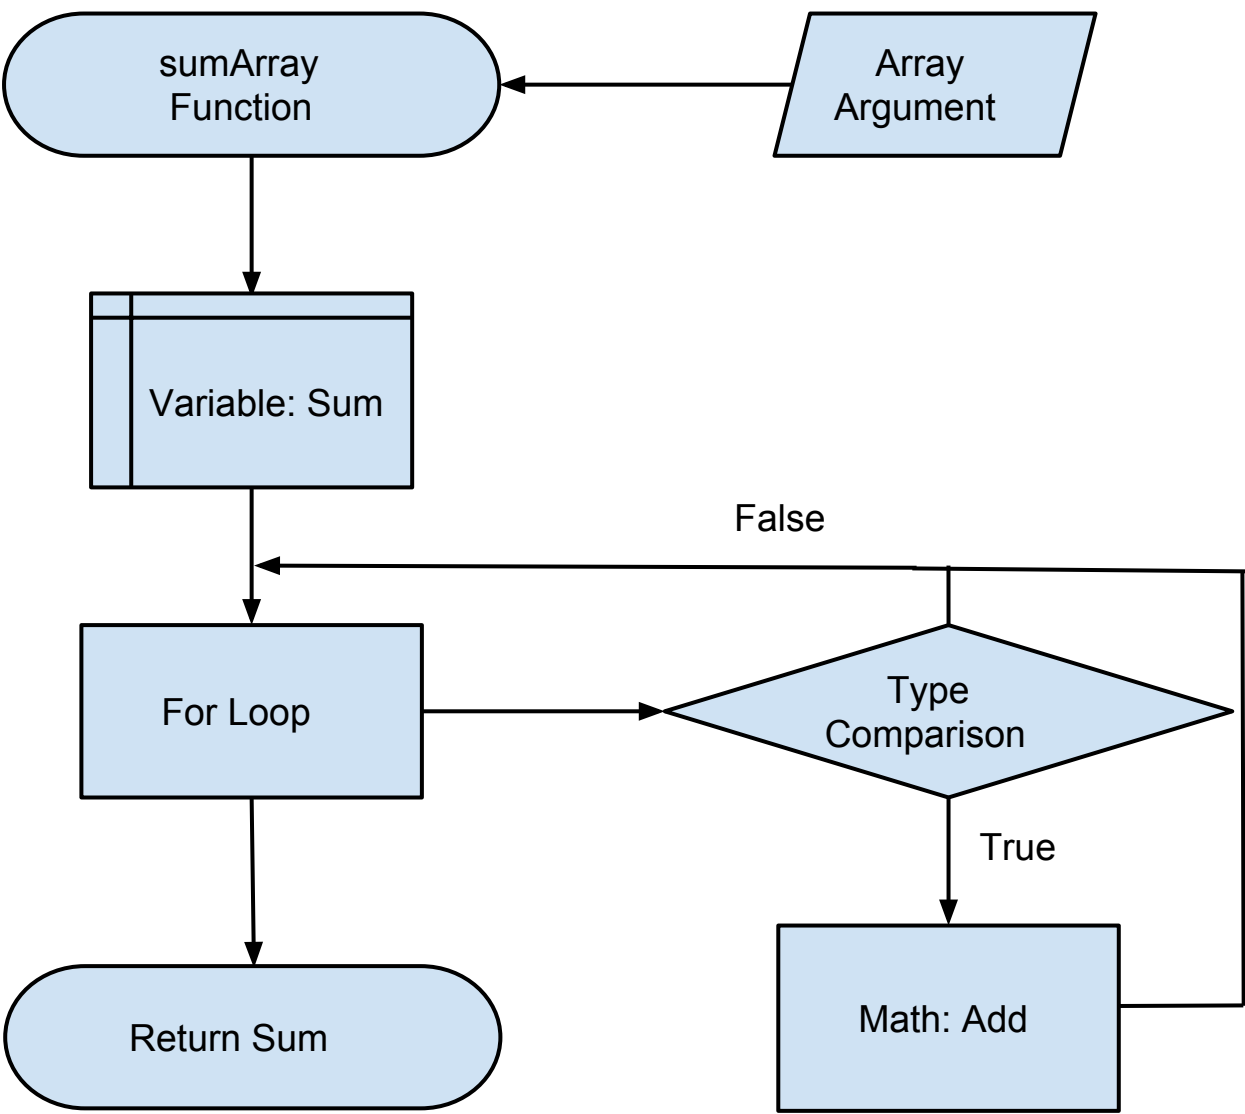 sumArray
Function
Array
Argument
Variable: Sum
False
For Loop
Type
Comparison
True
Return Sum
Math: Add